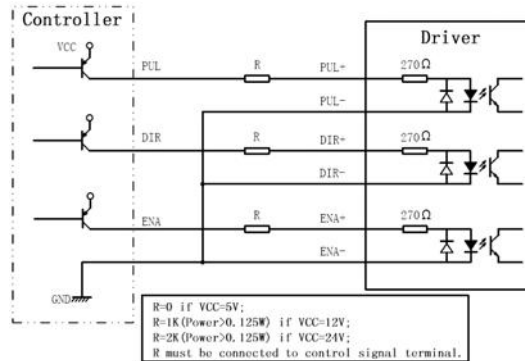 Controller
Driver
VCC
PUL
R
PUL+
270Ω
PUL-
DIR
R
DIR+
270Ω
DIR-
ENA
R
ENA+
270Ω
ENA-
GND
R=0 if VCC=5V;
R=1K(Power>0.125W) if VCC=12V;
R=2K(Power>0.125W) if VCC=24V;
R must be connected to control signal terminal.